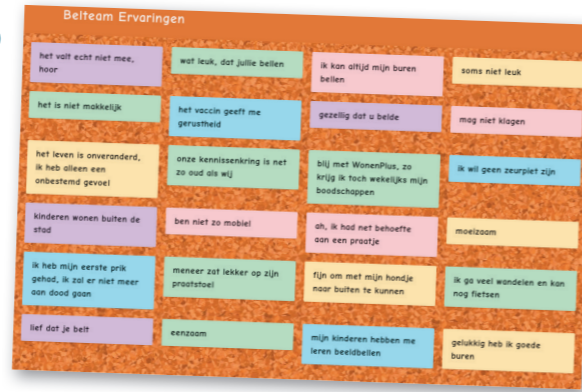 Belteam Ervaringen
het valt echt niet mee,
hoor
wat leuk, dat jullie bellen
ik kan altijd mijn buren
bellen
soms niet leuk
het is niet makkelijk
het vaccin geeft me
gerustheid
gezellig dat u belde
mag niet klagen
het leven is onveranderd,
ik heb alleen een
onbestemd gevoel
onze kennissenkring is net
zo oud als wij
blij met WonenPlus, zo
krijg ik toch wekelijks mijn
boodschappen
ik wil geen zeurpiet zijn
kinderen wonen buiten de
stad
ben niet zo mobiel
ah, ik had net behoefte
aan een praatje
moeizaam
ik heb mijn eerste prik
gehad, ik zal er niet meer
aan dood gaan
meneer zat lekker op zijn
praatstoel
fijn om met mijn hondje
naar buiten te kunnen
ik ga veel wandelen en kan
nog fietsen
lief dat je belt
eenzaam
mijn kinderen hebben me
leren beeldbellen
gelukkig heb ik goede
buren